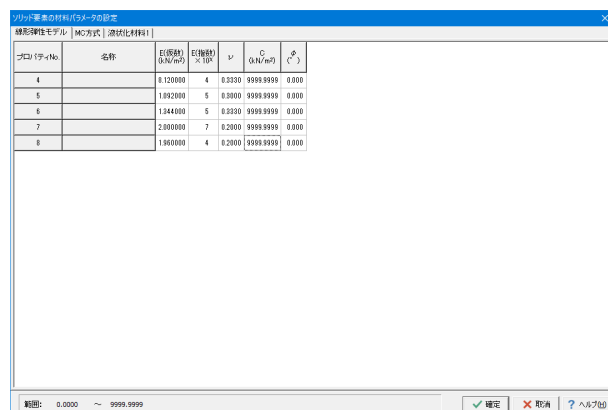 ソリッド要素の材料パラメータの設定
線形弾性モデル MC方式 液状化材料1
プロパティNo. 名称 E(仮数) (kN/m²) E(指数) ×10ˣ ν C (kN/m²) φ (°)
4 8.120000 4 0.3330 9999.9999 0.000
5 1.092000 5 0.3000 9999.9999 0.000
6 1.344000 5 0.3330 9999.9999 0.000
7 2.000000 7 0.2000 9999.9999 0.000
8 1.960000 4 0.2000 9999.9999 0.000
範囲: 0.0000 ～ 9999.9999 確定 取消 ? ヘルプ(H)